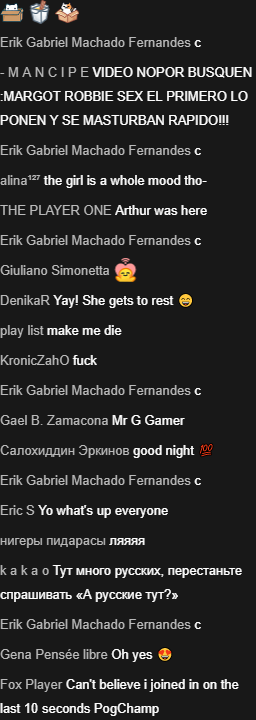 Erik Gabriel Machado Fernandes c
- M A N C I P E VIDEO NOPOR BUSQUEN
:MARGOT ROBBIE SEX EL PRIMERO LO
PONEN Y SE MASTURBAN RAPIDO!!!
Erik Gabriel Machado Fernandes c
alina¹²⁷ the girl is a whole mood tho-
THE PLAYER ONE Arthur was here
Erik Gabriel Machado Fernandes c
Giuliano Simonetta
DenikaR Yay! She gets to rest 😄
play list make me die
KronicZahO fuck
Erik Gabriel Machado Fernandes c
Gael B. Zamacona Mr G Gamer
Салохиддин Эркинов good night 💯
Erik Gabriel Machado Fernandes c
Eric S Yo what's up everyone
нигеры пидарасы ляяяя
k a k a o Тут много русских, перестаньте
спрашивать «А русские тут?»
Erik Gabriel Machado Fernandes c
Gena Pensée libre Oh yes 😍
Fox Player Can't believe i joined in on the
last 10 seconds PogChamp